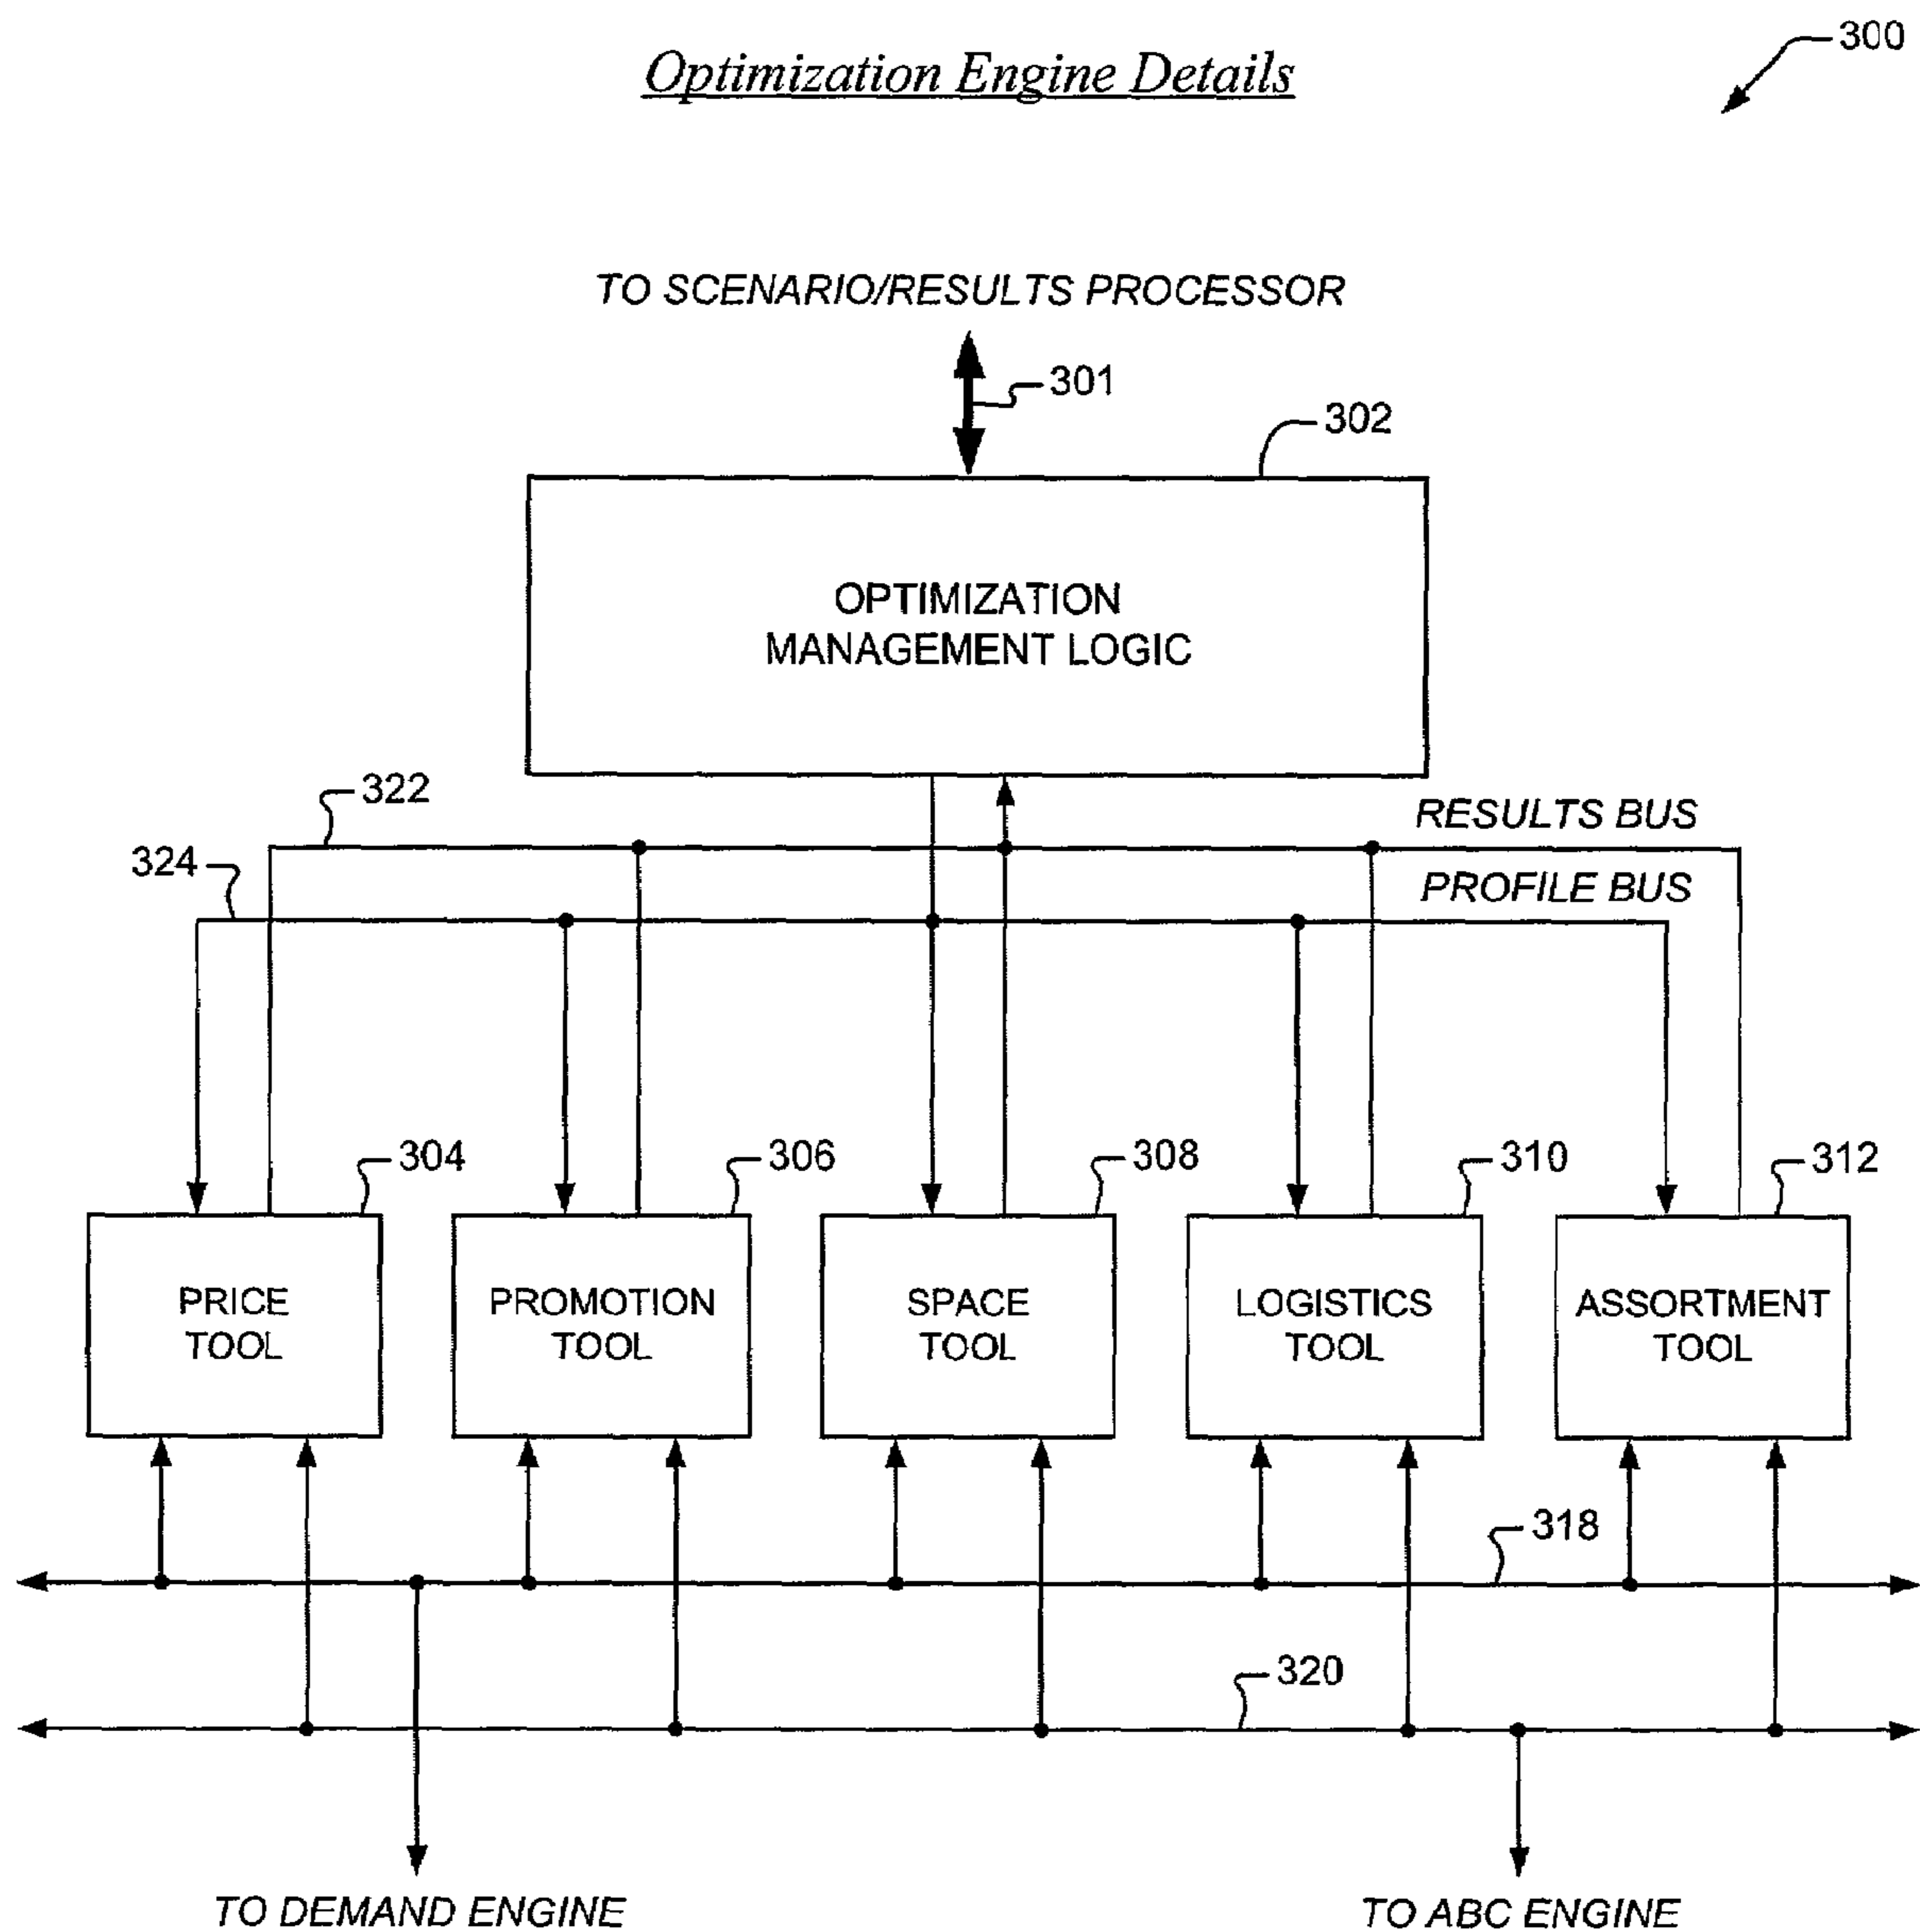 300
Optimization Engine Details
TO SCENARIO/RESULTS PROCESSOR
301
302
OPTIMIZATION
MANAGEMENT LOGIC
322
RESULTS BUS
324
PROFILE BUS
304
306
308
310
312
PRICE
TOOL
PROMOTION
TOOL
SPACE
TOOL
LOGISTICS
TOOL
ASSORTMENT
TOOL
318
320
TO DEMAND ENGINE
TO ABC ENGINE